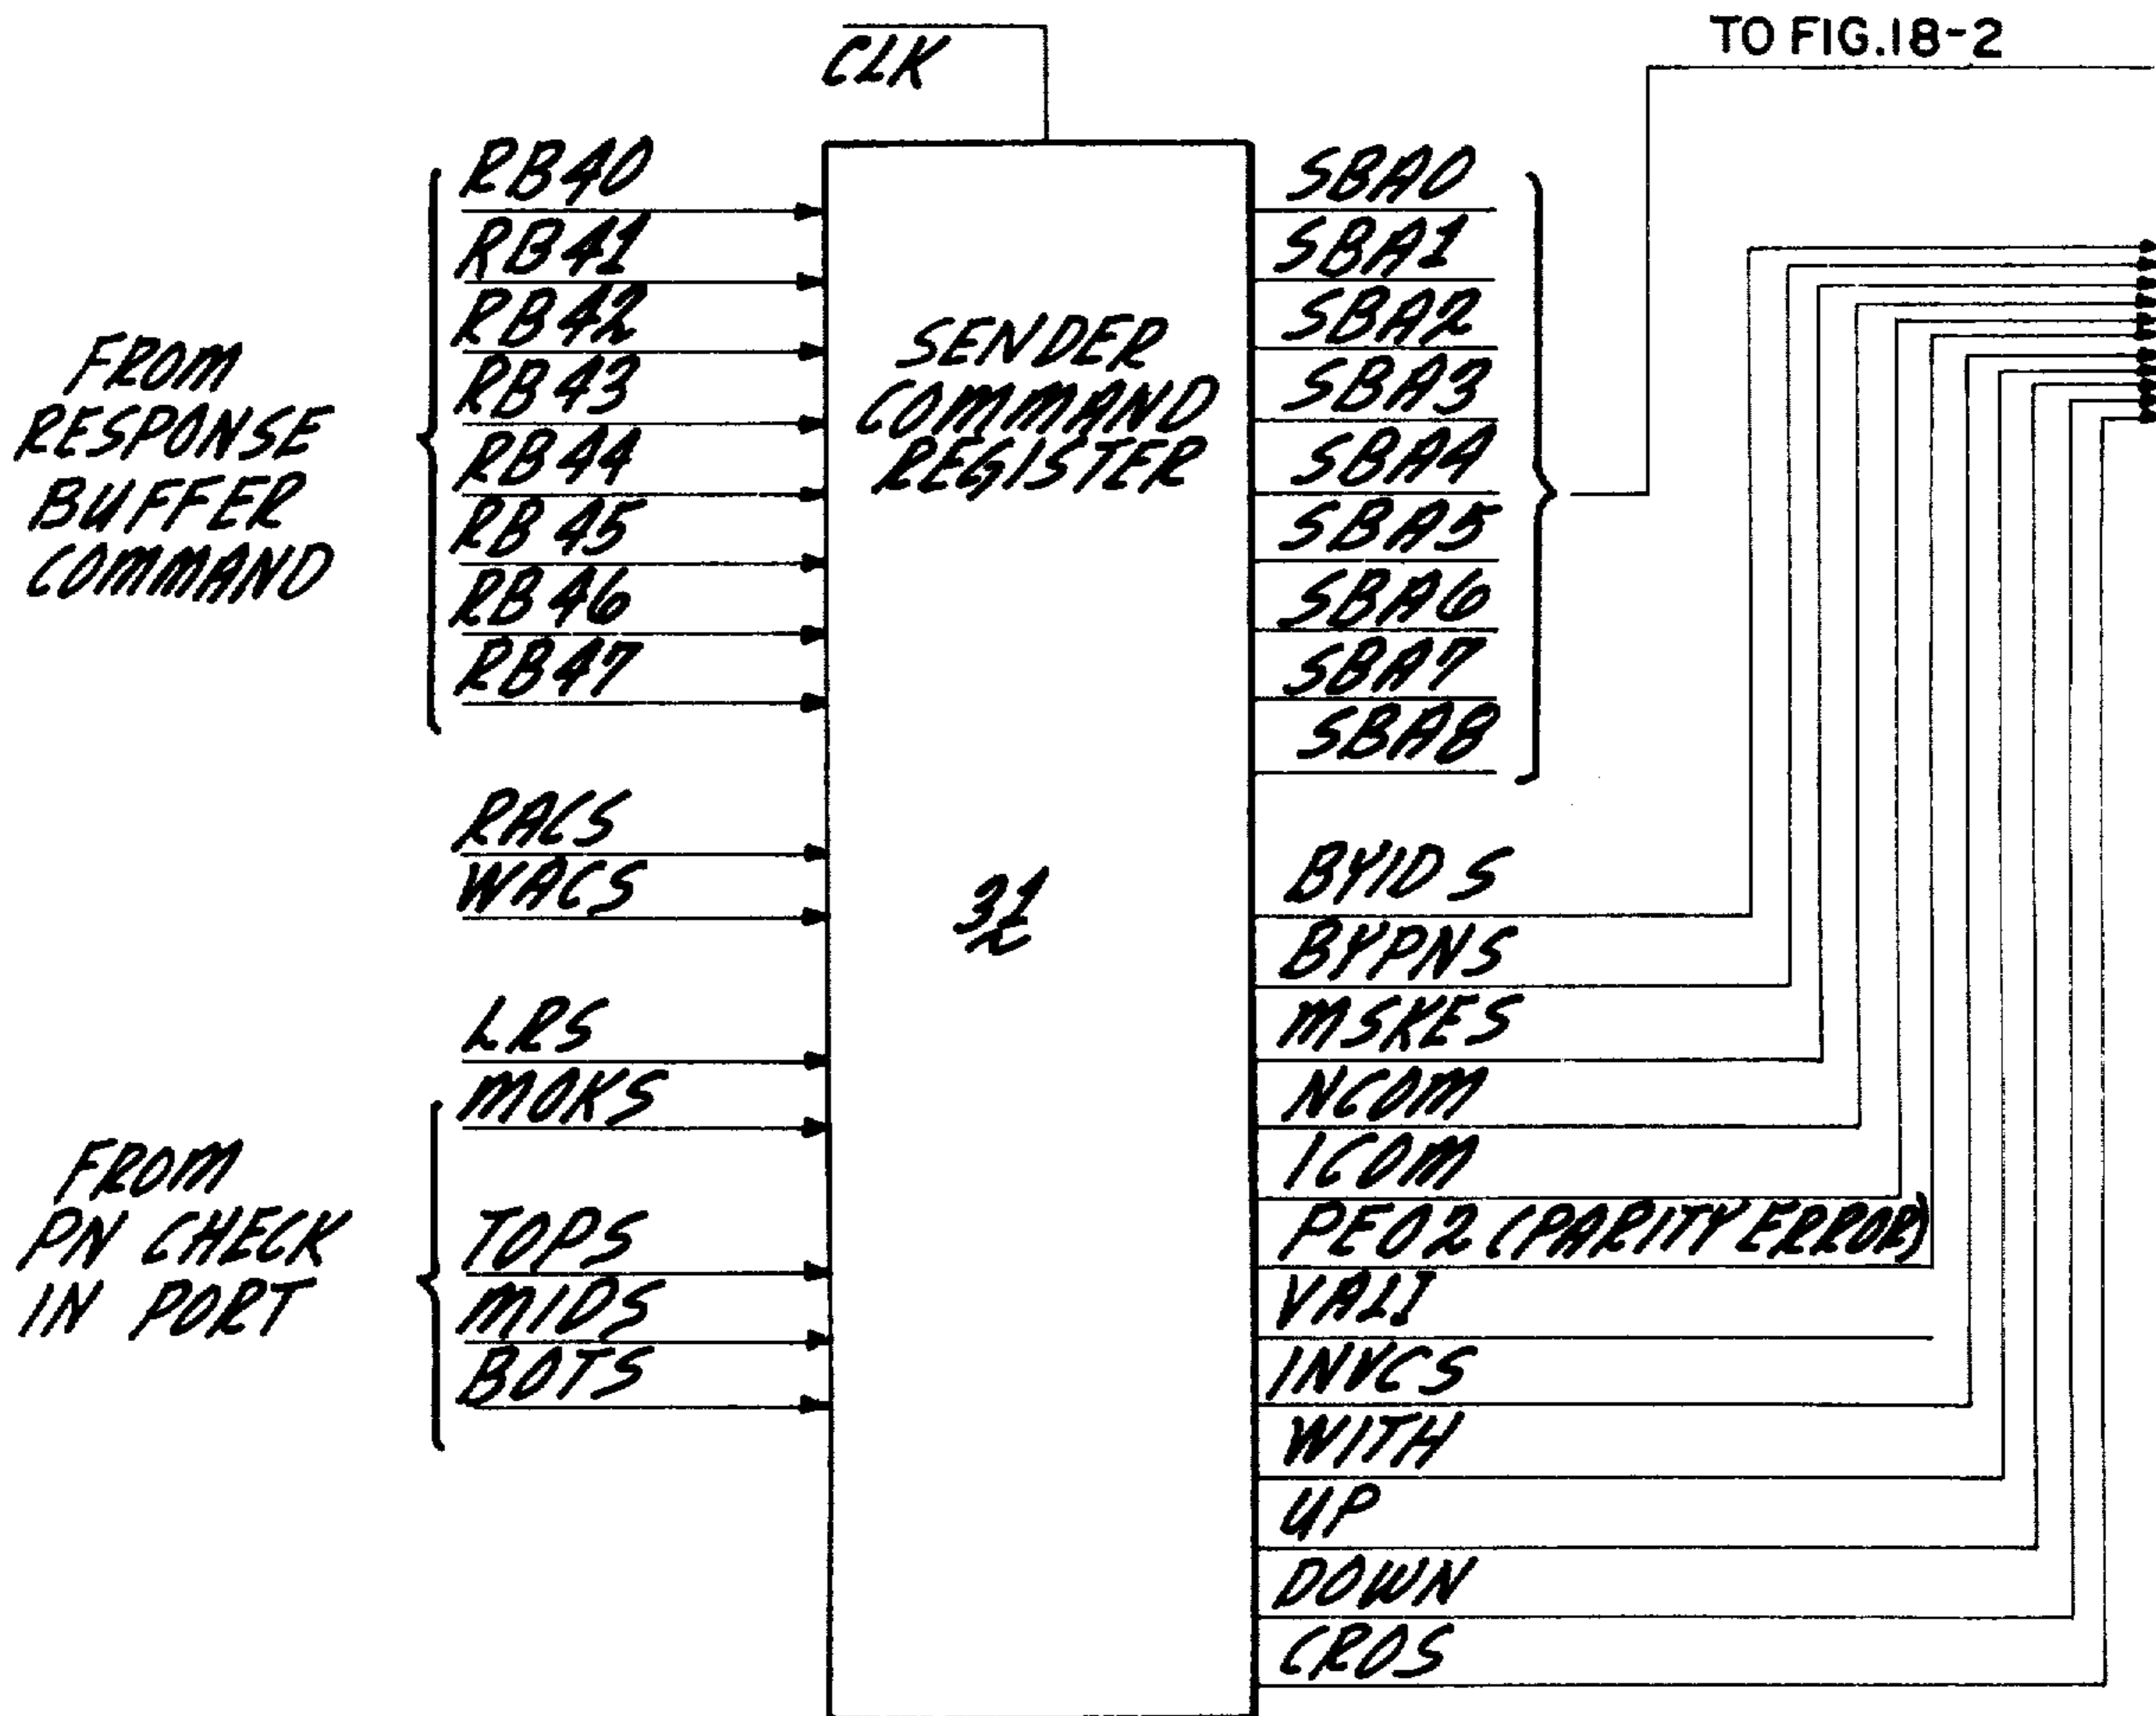 TO FIG.18-2
CLK
FROM
RESPONSE
BUFFER
COMMAND
RB40
RB41
RB42
RB43
RB44
RB45
RB46
RB47
RACS
WACS
LRS
FROM
PN CHECK
IN PORT
MOKS
TOPS
MIDS
BOTS
SENDER
COMMAND
REGISTER
31
SBA0
SBA1
SBA2
SBA3
SBA4
SBA5
SBA6
SBA7
SBA8
BYIDS
BYPNS
MSKES
NCOM
ICOM
PE02 (PARITY ERROR)
VALI
INVCS
WITH
UP
DOWN
CROS